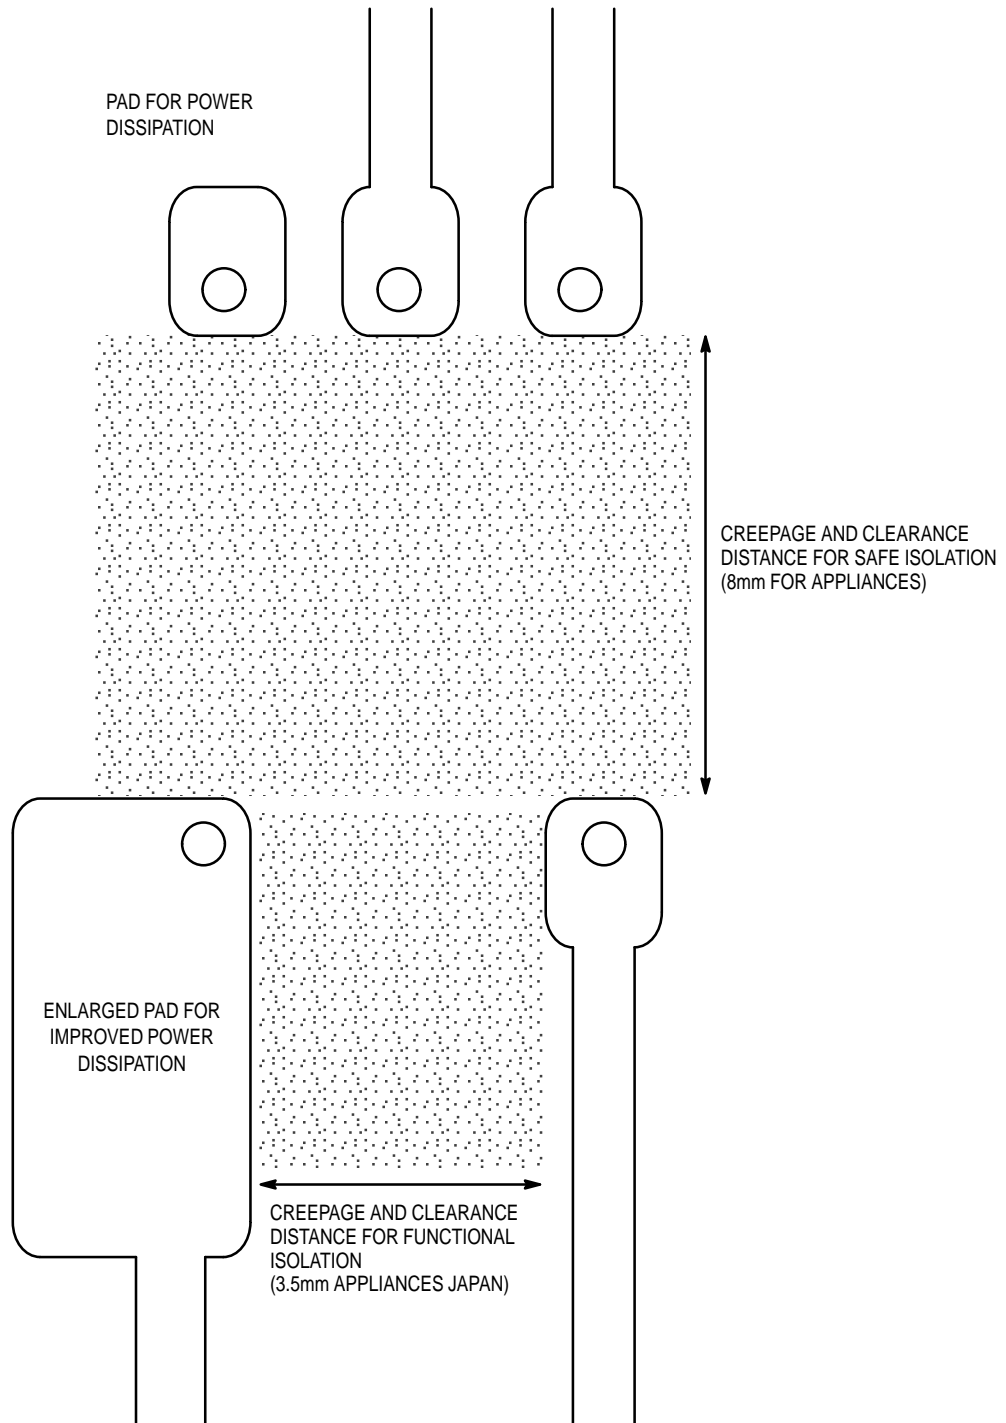 PAD FOR POWER
DISSIPATION
CREEPAGE AND CLEARANCE
DISTANCE FOR SAFE ISOLATION
(8mm FOR APPLIANCES)
ENLARGED PAD FOR
IMPROVED POWER
DISSIPATION
CREEPAGE AND CLEARANCE
DISTANCE FOR FUNCTIONAL
ISOLATION
(3.5mm APPLIANCES JAPAN)